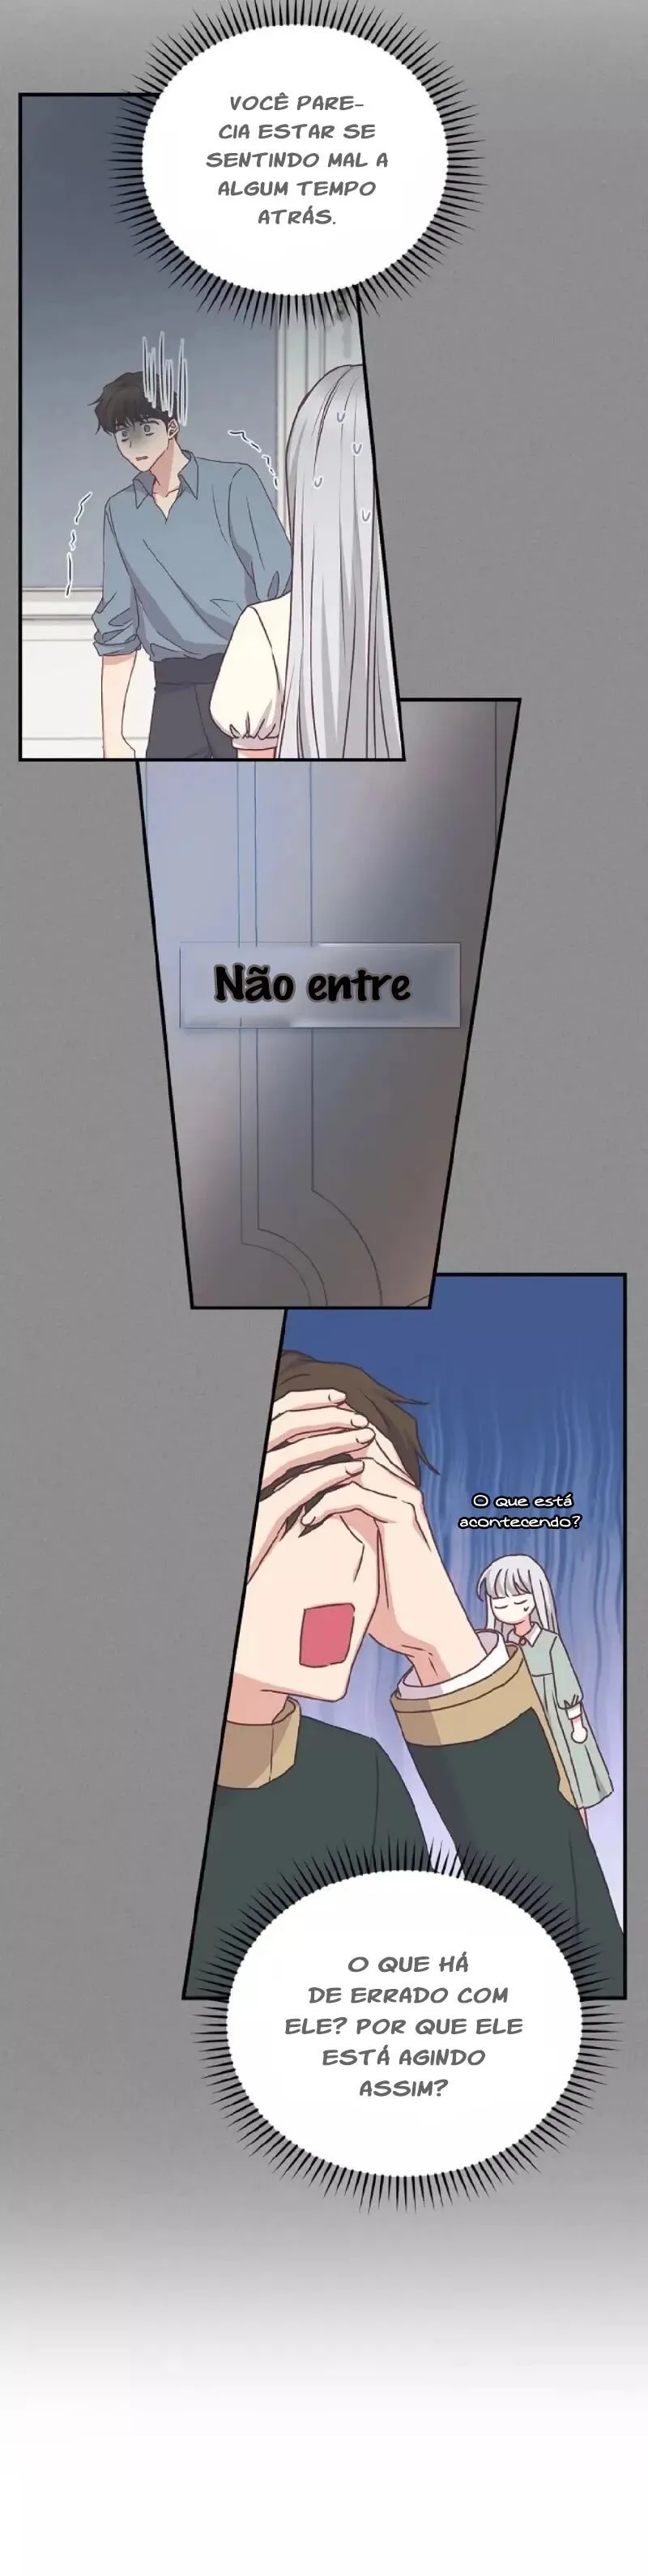 VOCÊ PARE-
CIA ESTAR SE
SENTINDO MAL A
ALGUM TEMPO
ATRÁS.
Não entre
O que está
acontecendo?
O QUE HÁ
DE ERRADO COM
ELE? POR QUE ELE
ESTÁ AGINDO
ASSIM?